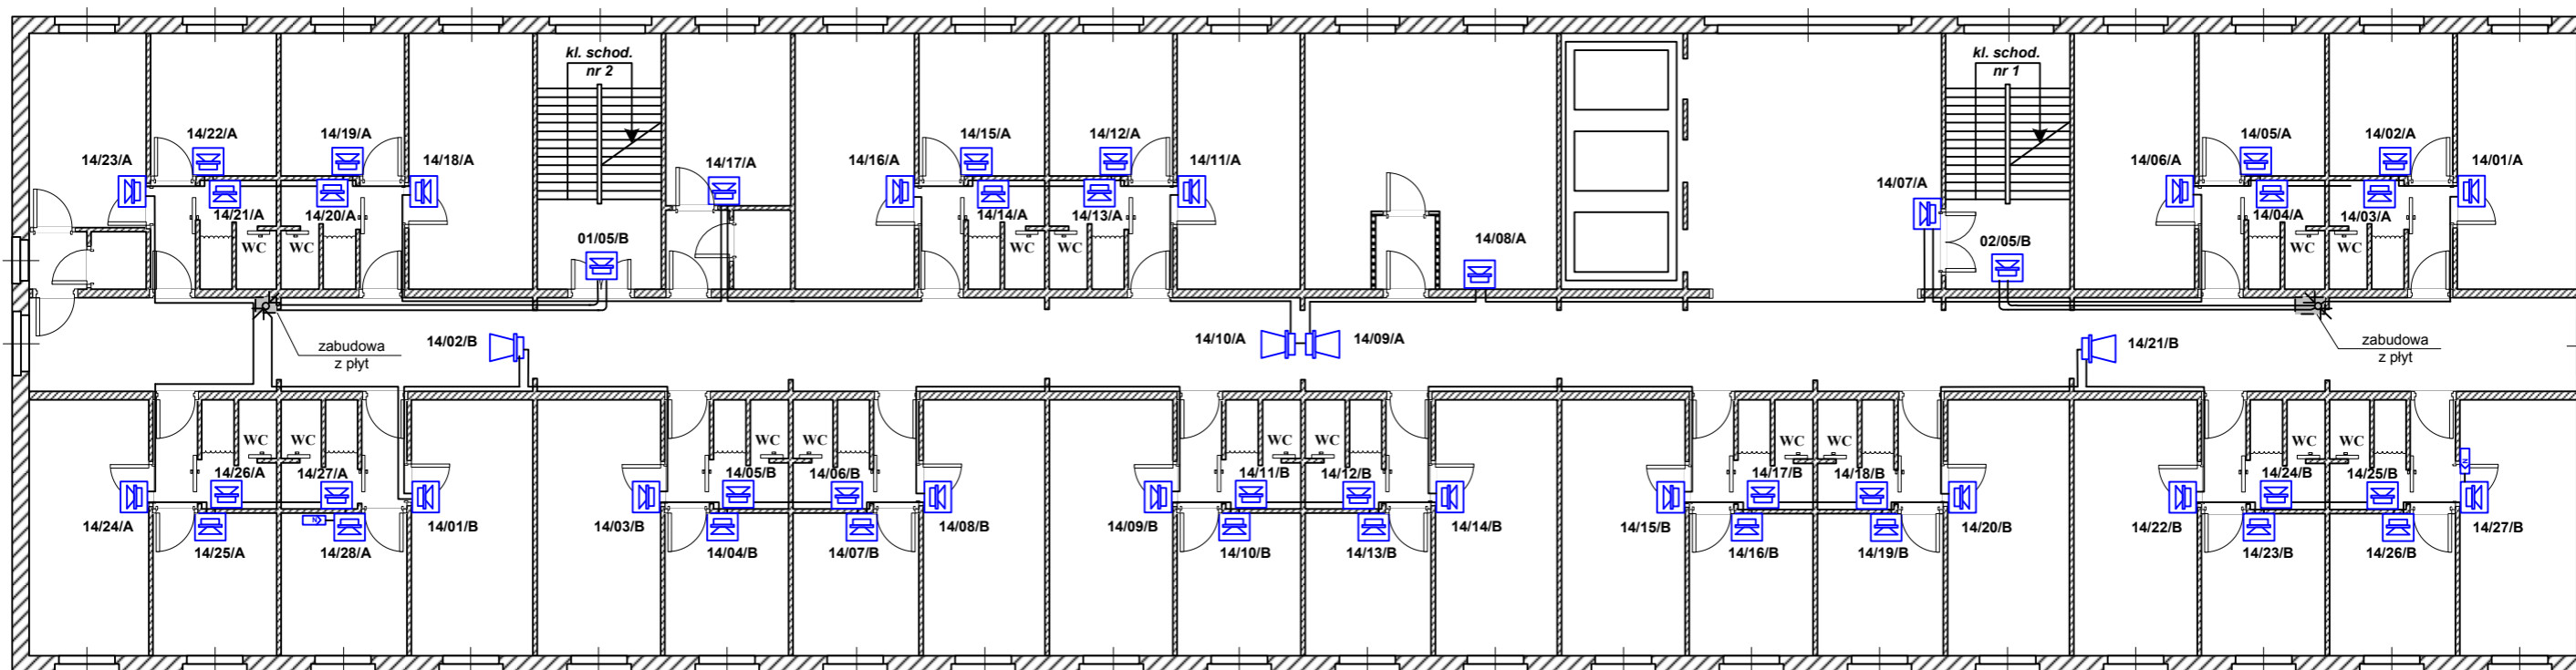 kl. schod.
nr 2
kl. schod.
nr 1
14/22/A
14/19/A
14/15/A
14/12/A
14/05/A
14/02/A
14/23/A
14/18/A
14/17/A
14/16/A
14/11/A
14/06/A
14/01/A
14/07/A
14/21/A
14/20/A
14/14/A
14/13/A
14/04/A
14/03/A
WC
WC
WC
WC
WC
WC
01/05/B
14/08/A
02/05/B
14/02/B
14/10/A
14/09/A
14/21/B
zabudowa
z płyt
zabudowa
z płyt
WC
WC
WC
WC
WC
WC
WC
WC
WC
WC
14/26/A
14/27/A
14/05/B
14/06/B
14/11/B
14/12/B
14/17/B
14/18/B
14/24/B
14/25/B
14/24/A
14/01/B
14/03/B
14/08/B
14/09/B
14/14/B
14/15/B
14/20/B
14/22/B
14/27/B
14/25/A
14/28/A
14/04/B
14/07/B
14/10/B
14/13/B
14/16/B
14/19/B
14/23/B
14/26/B